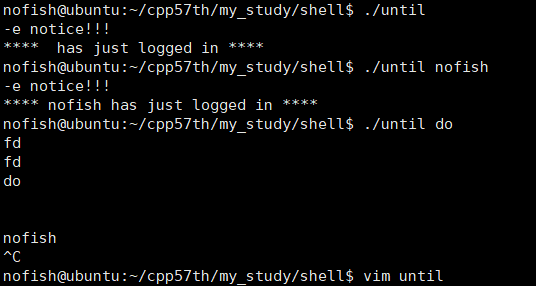 nofish@ubuntu:~/cpp57th/my_study/shell$ ./until
-e notice!!!
****  has just logged in ****
nofish@ubuntu:~/cpp57th/my_study/shell$ ./until nofish
-e notice!!!
**** nofish has just logged in ****
nofish@ubuntu:~/cpp57th/my_study/shell$ ./until do
fd
fd
do
nofish
^C
nofish@ubuntu:~/cpp57th/my_study/shell$ vim until